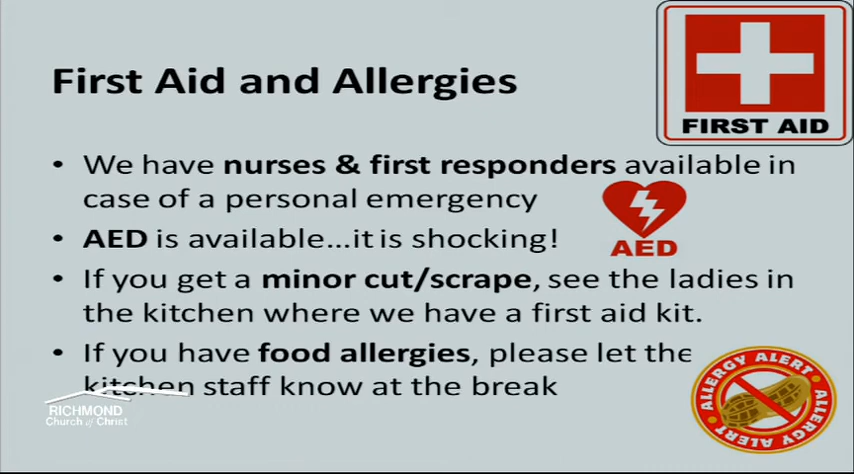 First Aid and Allergies
FIRST AID
• We have nurses & first responders available in
case of a personal emergency
• AED is available...it is shocking!
AED
• If you get a minor cut/scrape, see the ladies in
the kitchen where we have a first aid kit.
• If you have food allergies, please let the
kitchen staff know at the break
ALLERGY ALERT ALLERGY ALERT ALLERGY ALERT
RICHMOND
Church of Christ